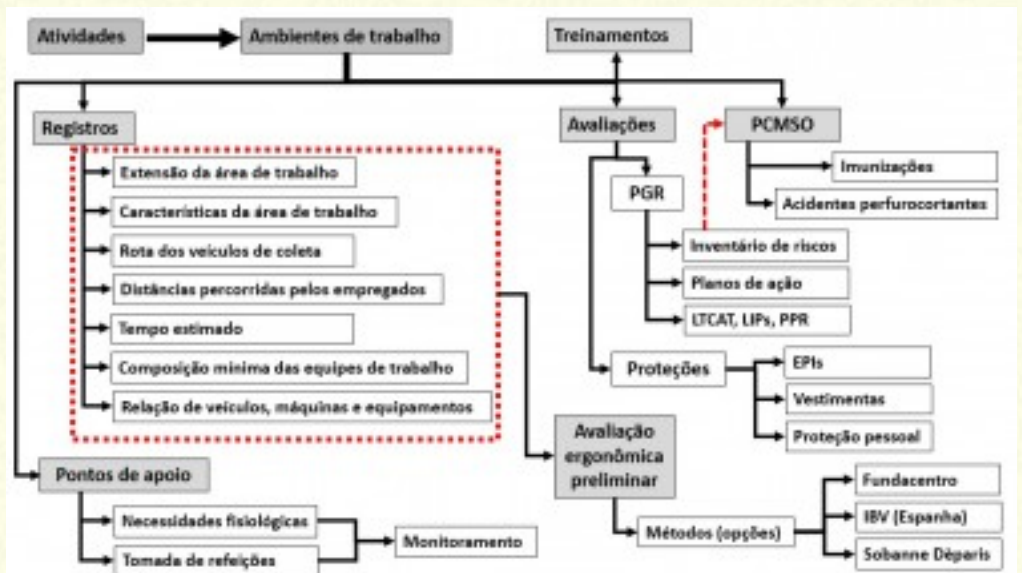 Atividades
Ambientes de trabalho
Treinamentos
Registros
Avaliações
PCMSO
Extensão da área de trabalho
Características da área de trabalho
Rota dos veículos de coleta
Distâncias percorridas pelos empregados
Tempo estimado
Composição mínima das equipes de trabalho
Relação de veículos, máquinas e equipamentos
PGR
Imunizações
Acidentes perfurocortantes
Inventário de riscos
Planos de ação
LTCAT, LIPs, PPR
Proteções
EPIs
Vestimentas
Proteção pessoal
Avaliação
ergonômica
preliminar
Pontos de apoio
Necessidades fisiológicas
Tomada de refeições
Monitoramento
Métodos (opções)
Fundacentro
IBV (Espanha)
Sobanne Dèparis